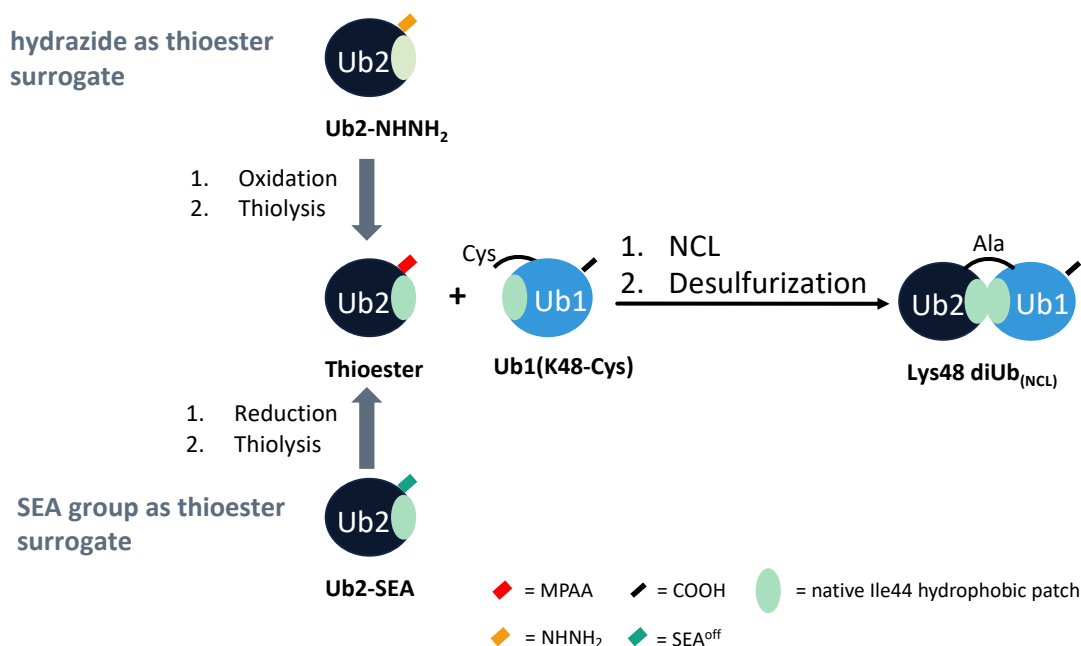 hydrazide as thioester
surrogate
Ub2
Ub2-NHNH₂
1. Oxidation
2. Thiolysis
Ub2
Thioester
+
Cys
Ub1
Ub1(K48-Cys)
1. NCL
2. Desulfurization
Ala
Ub2
Ub1
Lys48 diUb(NCL)
1. Reduction
2. Thiolysis
SEA group as thioester
surrogate
Ub2
Ub2-SEA
= MPAA
= COOH
= native Ile44 hydrophobic patch
= NHNH₂
= SEAoff